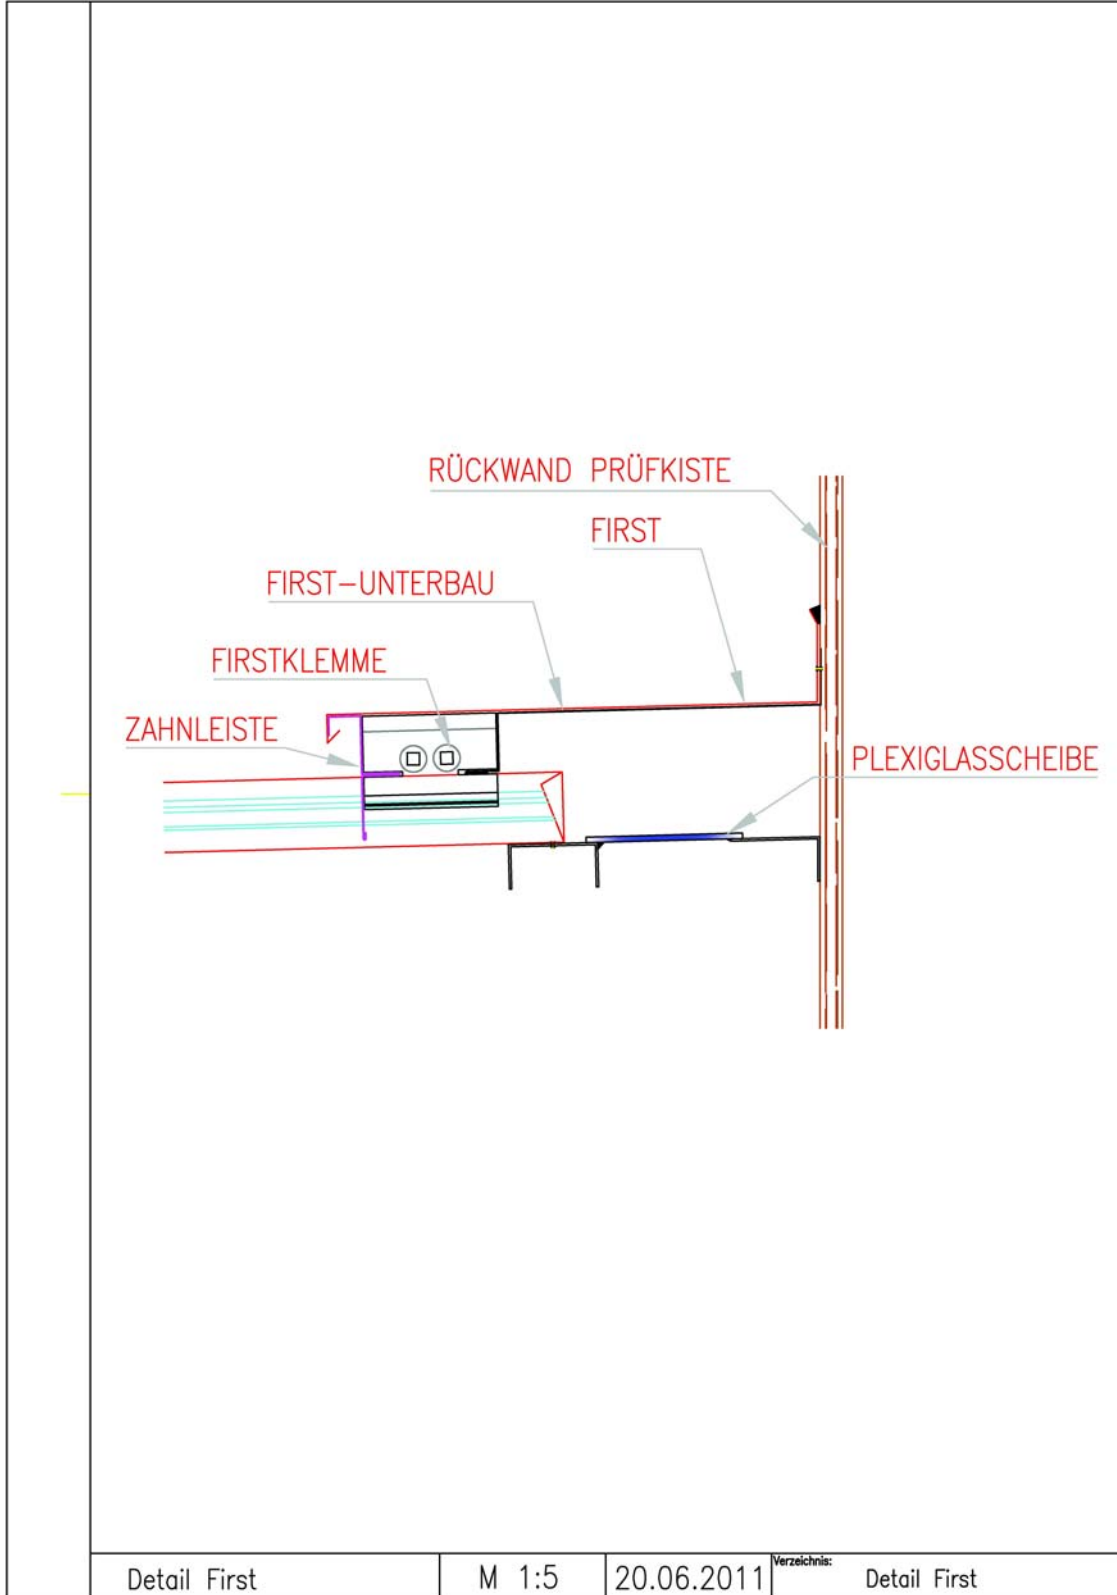 RÜCKWAND PRÜFKISTE
FIRST
FIRST-UNTERBAU
FIRSTKLEMME
ZAHNLEISTE
PLEXIGLASSCHEIBE
Detail First
M 1:5
20.06.2011
Verzeichnis:
Detail First